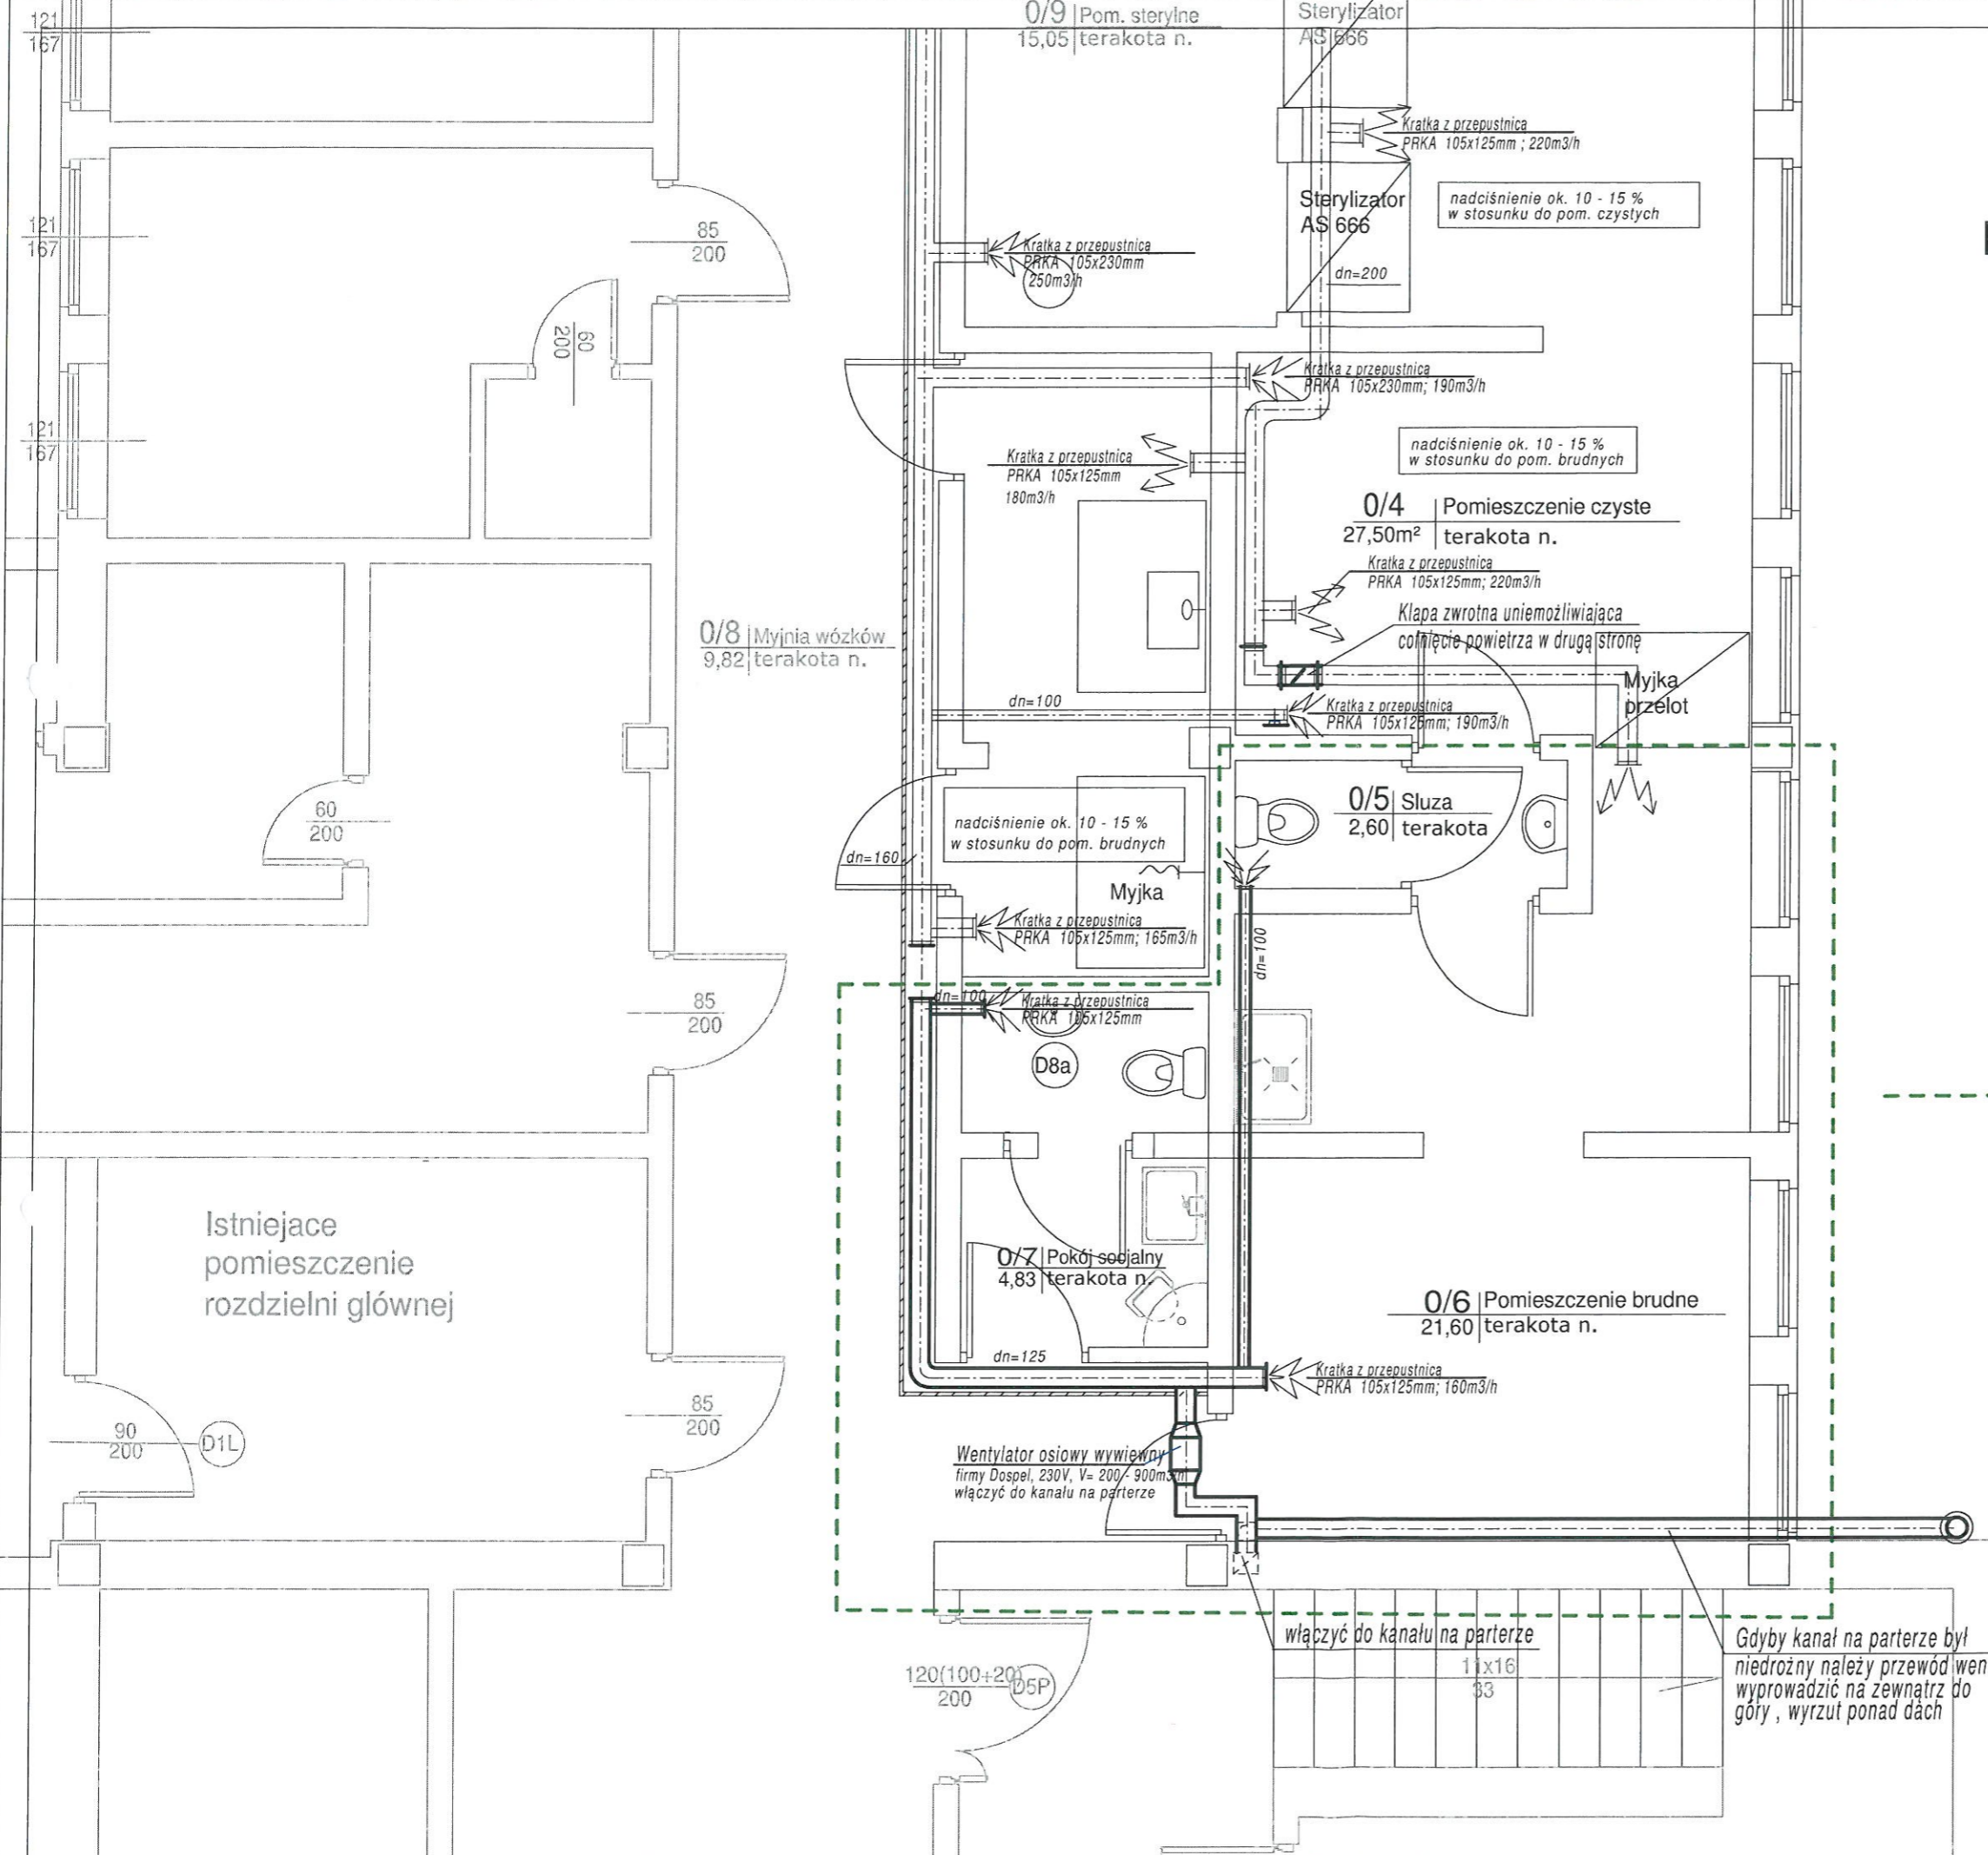 121
167
0/9 Pom. sterylne
15,05 terakota n.
Sterylizator
AS 666
Kratka z przepustnica
PRKA 105x125mm ; 220m3/h
Sterylizator
AS 666
nadciśnienie ok. 10 - 15 %
w stosunku do pom. czystych
121
167
85
200
Kratka z przepustnicą
PRKA 105x230mm
250m3/h
dn=200
60
200
Kratka z przepustnicą
PRKA 105x230mm; 190m3/h
121
167
Kratka z przepustnicą
PRKA 105x125mm
180m3/h
nadciśnienie ok. 10 - 15 %
w stosunku do pom. brudnych
0/4 Pomieszczenie czyste
27,50m² terakota n.
Kratka z przepustnicą
PRKA 105x125mm; 220m3/h
Klapa zwrotna uniemożliwiająca
cofnięcie powietrza w drugą stronę
0/8 Myjnia wózków
9,82 terakota n.
Myjka
przelot
dn=100
Kratka z przepustnicą
PRKA 105x125mm; 190m3/h
60
200
nadciśnienie ok. 10 - 15 %
w stosunku do pom. brudnych
0/5 Sluza
2,60 terakota
dn=160
Myjka
Kratka z przepustnicą
PRKA 105x125mm; 165m3/h
dn=100
85
200
dn=100
Kratka z przepustnicą
PRKA 105x125mm
D8a
Istniejace
pomieszczenie
rozdzielni glównej
0/7 Pokój socjalny
4,83 terakota n.
0/6 Pomieszczenie brudne
21,60 terakota n.
dn=125
Kratka z przepustnicą
PRKA 105x125mm; 160m3/h
85
200
90
200
D1L
Wentylator osiowy wywiewny
firmy Dospel, 230V, V= 200 - 900m3/h
włączyć do kanału na parterze
włączyć do kanału na parterze
11x16
33
Gdyby kanał na parterze był
niedrożny należy przewód wen
wyprowadzić na zewnątrz do
góry , wyrzut ponad dach
120(100+20)
200
D5P